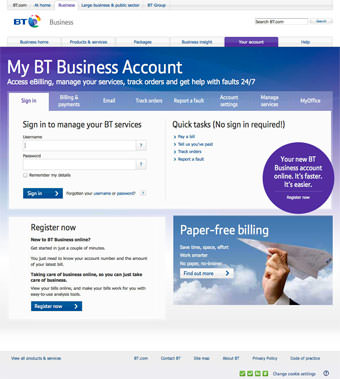 BT.com At home Business Large business & public sector BT Group
BT Business
Search BT.com Search
Business home Products & services Packages Business insight Your account Help
My BT Business Account
Access eBilling, manage your services, track orders and get help with faults 24/7
Sign in Billing & payments Email Track orders Report a fault Account settings Manage services MyOffice
Sign in to manage your BT services
Username
?
Password
?
Remember my details
Sign in Forgotten your username or password? ?
Quick tasks (No sign in required!)
Pay a bill
Tell us you've paid
Track orders
Report a fault
Your new BT
Business account
online. It's faster.
It's easier.
Register now
Register now
New to BT Business online?
Get started in just a couple of minutes.
You just need to know your account number and the amount
of your latest bill.
Taking care of business online, so you can just take
care of business.
View your bills online, and make your bills work for you with
easy-to-use analysis tools.
Register now
Paper-free billing
Save time, space, effort
Work smarter
No paper, no-brainer
Find out more
View all products & services BT.com Contact BT Site map About BT Privacy Policy Code of practice
Change cookie settings ?